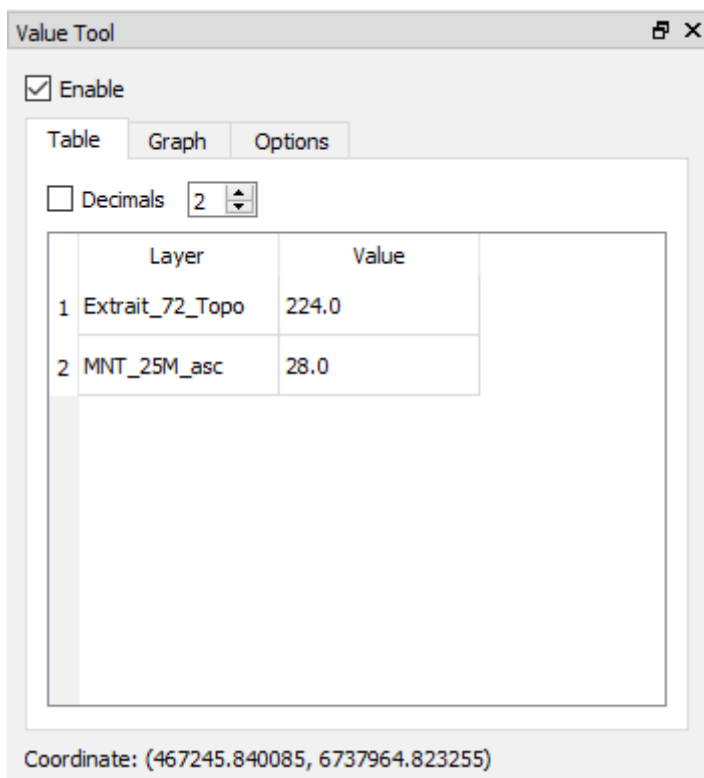 Value Tool
Enable
Table Graph Options
Decimals 2
Layer Value
1 Extrait_72_Topo 224.0
2 MNT_25M_asc 28.0
Coordinate: (467245.840085, 6737964.823255)